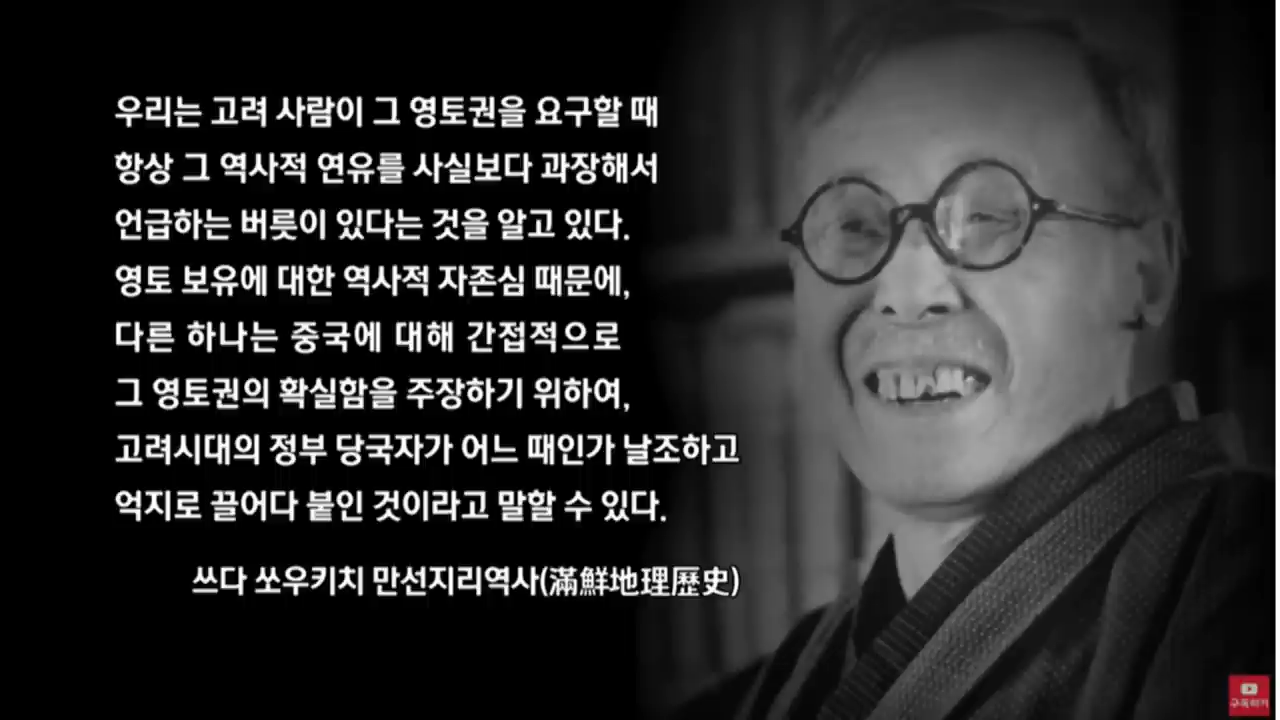 우리는 고려 사람이 그 영토권을 요구할 때
항상 그 역사적 연유를 사실보다 과장해서
언급하는 버릇이 있다는 것을 알고 있다.
영토 보유에 대한 역사적 자존심 때문에,
다른 하나는 중국에 대해 간접적으로
그 영토권의 확실함을 주장하기 위하여,
고려시대의 정부 당국자가 어느 때인가 날조하고
억지로 끌어다 붙인 것이라고 말할 수 있다.
쓰다 쏘우키치 만선지리역사(滿鮮地理歷史)
구독하기